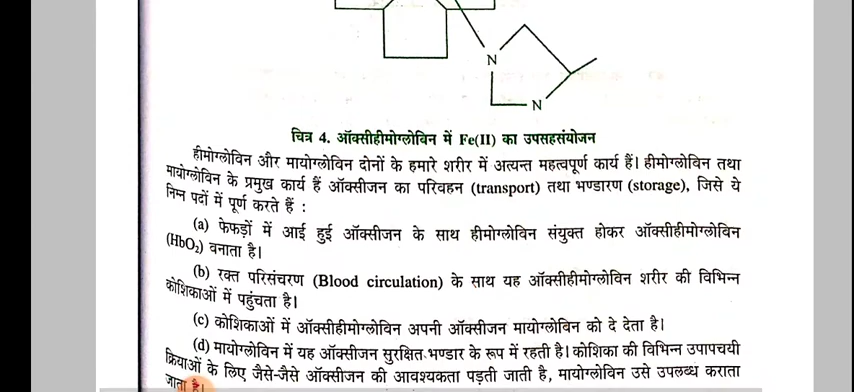 N
N
चित्र 4. ऑक्सीहीमोग्लोविन में Fe(II) का उपसहसंयोजन
हीमोग्लोविन और मायोग्लोविन दोनों के हमारे शरीर में अत्यन्त महत्वपूर्ण कार्य हैं। हीमोग्लोविन तथा
मायोग्लोविन के प्रमुख कार्य हैं ऑक्सीजन का परिवहन (transport) तथा भण्डारण (storage), जिसे ये
निम्न पदों में पूर्ण करते हैं :
(a) फेफड़ों में आई हुई ऑक्सीजन के साथ हीमोग्लोविन संयुक्त होकर ऑक्सीहीमोग्लोविन
(HbO₂) वनाता है।
(b) रक्त परिसंचरण (Blood circulation) के साथ यह ऑक्सीहीमोग्लोविन शरीर की विभिन्न
कोशिकाओं में पहुंचता है।
(c) कोशिकाओं में ऑक्सीहीमोग्लोविन अपनी ऑक्सीजन मायोग्लोविन को दे देता है।
(d) मायोग्लोविन में यह ऑक्सीजन सुरक्षित भण्डार के रूप में रहती है। कोशिका की विभिन्न उपापचयी
क्रियाओं के लिए जैसे-जैसे ऑक्सीजन की आवश्यकता पड़ती जाती है, मायोग्लोविन उसे उपलब्ध कराता
जाता है।